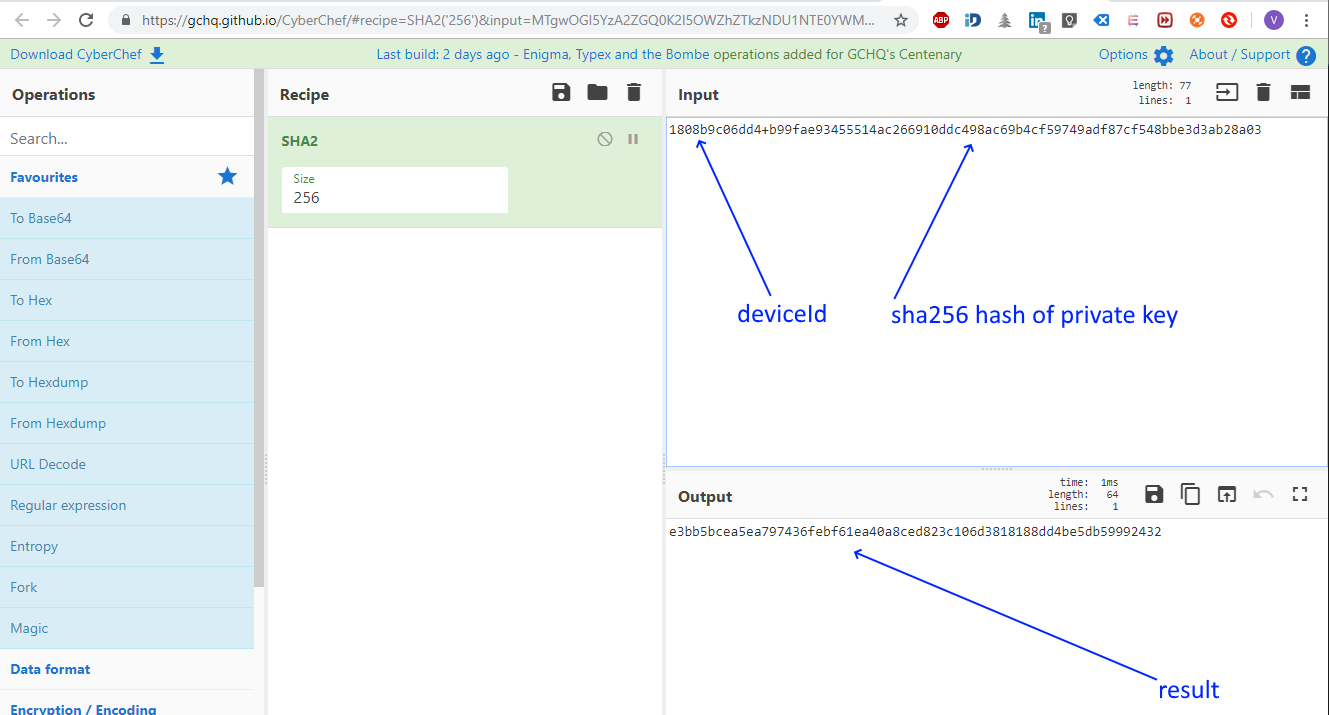 https://gchq.github.io/CyberChef/#recipe=SHA2('256')&input=MTgwOGI5YzA2ZGQ0K2I5OWZhZTkzNDU1NTE0YWM...
ABP
V
Download CyberChef
Last build: 2 days ago - Enigma, Typex and the Bombe operations added for GCHQ's Centenary
Options
About / Support
Operations
Recipe
Input
length: 77
lines: 1
Search...
SHA2
1808b9c06dd4+b99fae93455514ac266910ddc498ac69b4cf59749adf87cf548bbe3d3ab28a03
Favourites
Size
256
To Base64
From Base64
To Hex
deviceId
sha256 hash of private key
From Hex
To Hexdump
From Hexdump
URL Decode
Output
time: 1ms
length: 64
lines: 1
Regular expression
e3bb5bcea5ea797436febf61ea40a8ced823c106d3818188dd4be5db59992432
Entropy
Fork
Magic
Data format
result
Encryption / Encoding